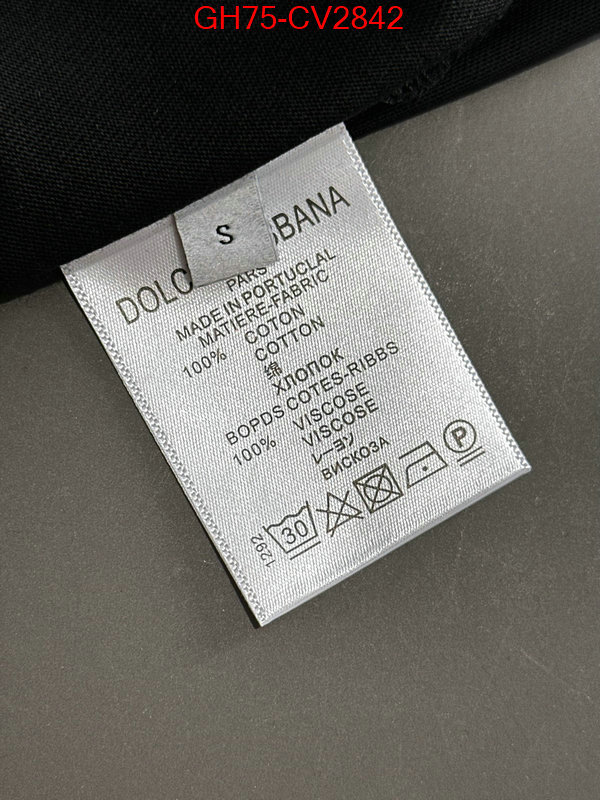 GH75-CV2842
S
DOLC BBANA
PARS
MADE IN PORTUCLAL
MATIERE-FABRIC
100% COTON
COTTON
绵
ХЛОПОК
BOPDS COTES-RIBBS
100% VISCOSE
VISCOSE
レーヨン
ВИСКОЗА
1292
30
P